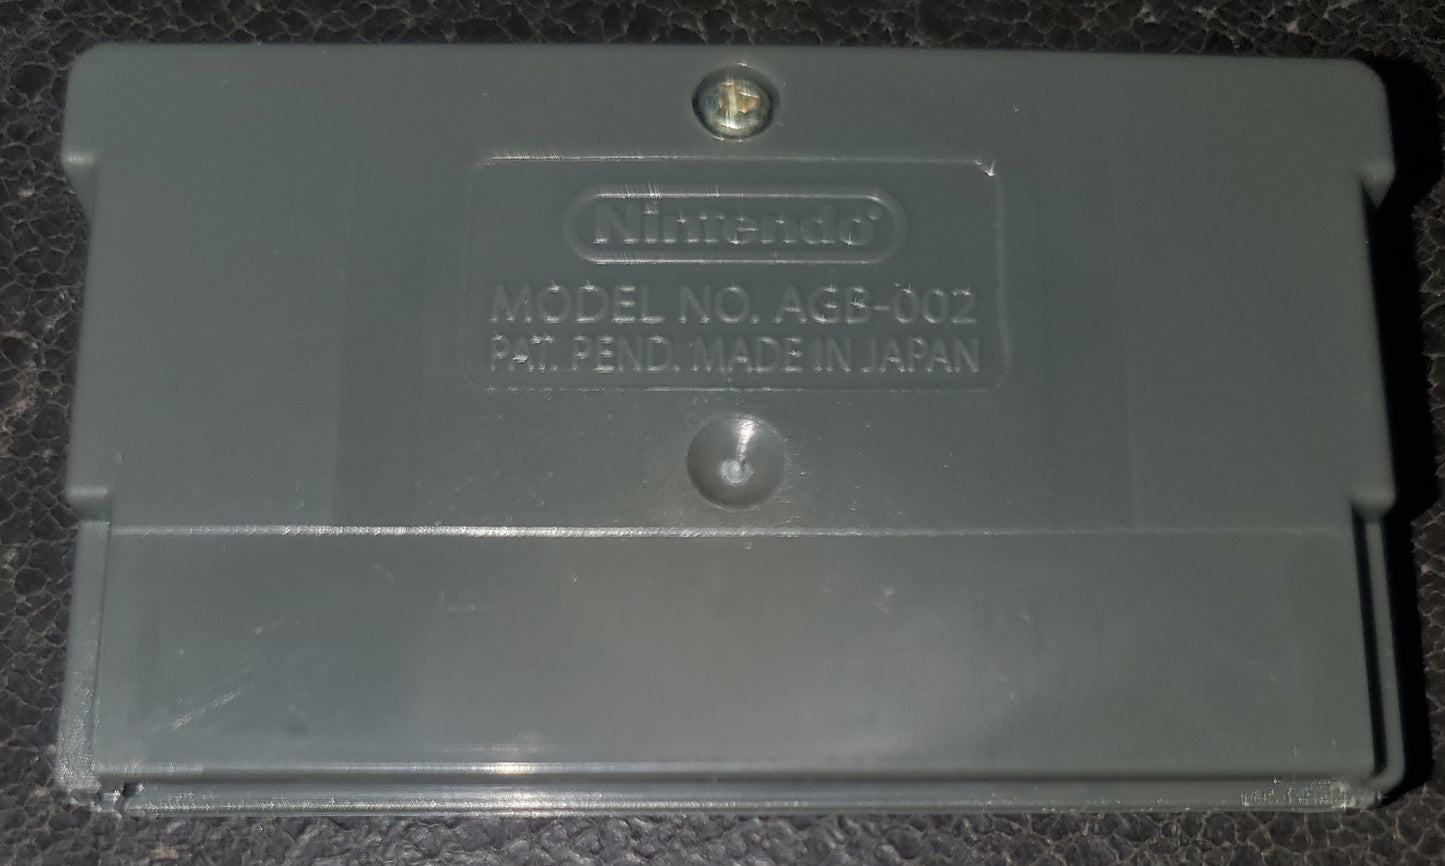 Nintendo®
MODEL NO. AGB-002
PAT. PEND. MADE IN JAPAN